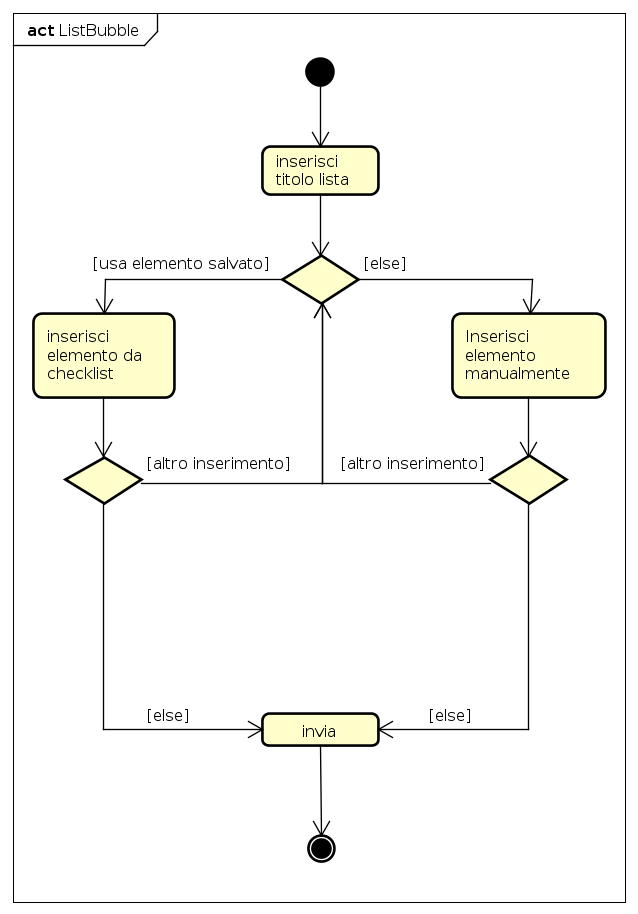 act ListBubble
inserisci
titolo lista
[usa elemento salvato]
[else]
inserisci
elemento da
checklist
Inserisci
elemento
manualmente
[altro inserimento]
[altro inserimento]
[else]
[else]
invia